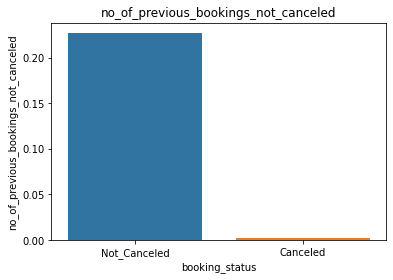 no_of_previous_bookings_not_canceled
no_of_previous_bookings_not_canceled
0.20
0.15
0.10
0.05
0.00
Not_Canceled Canceled
booking_status